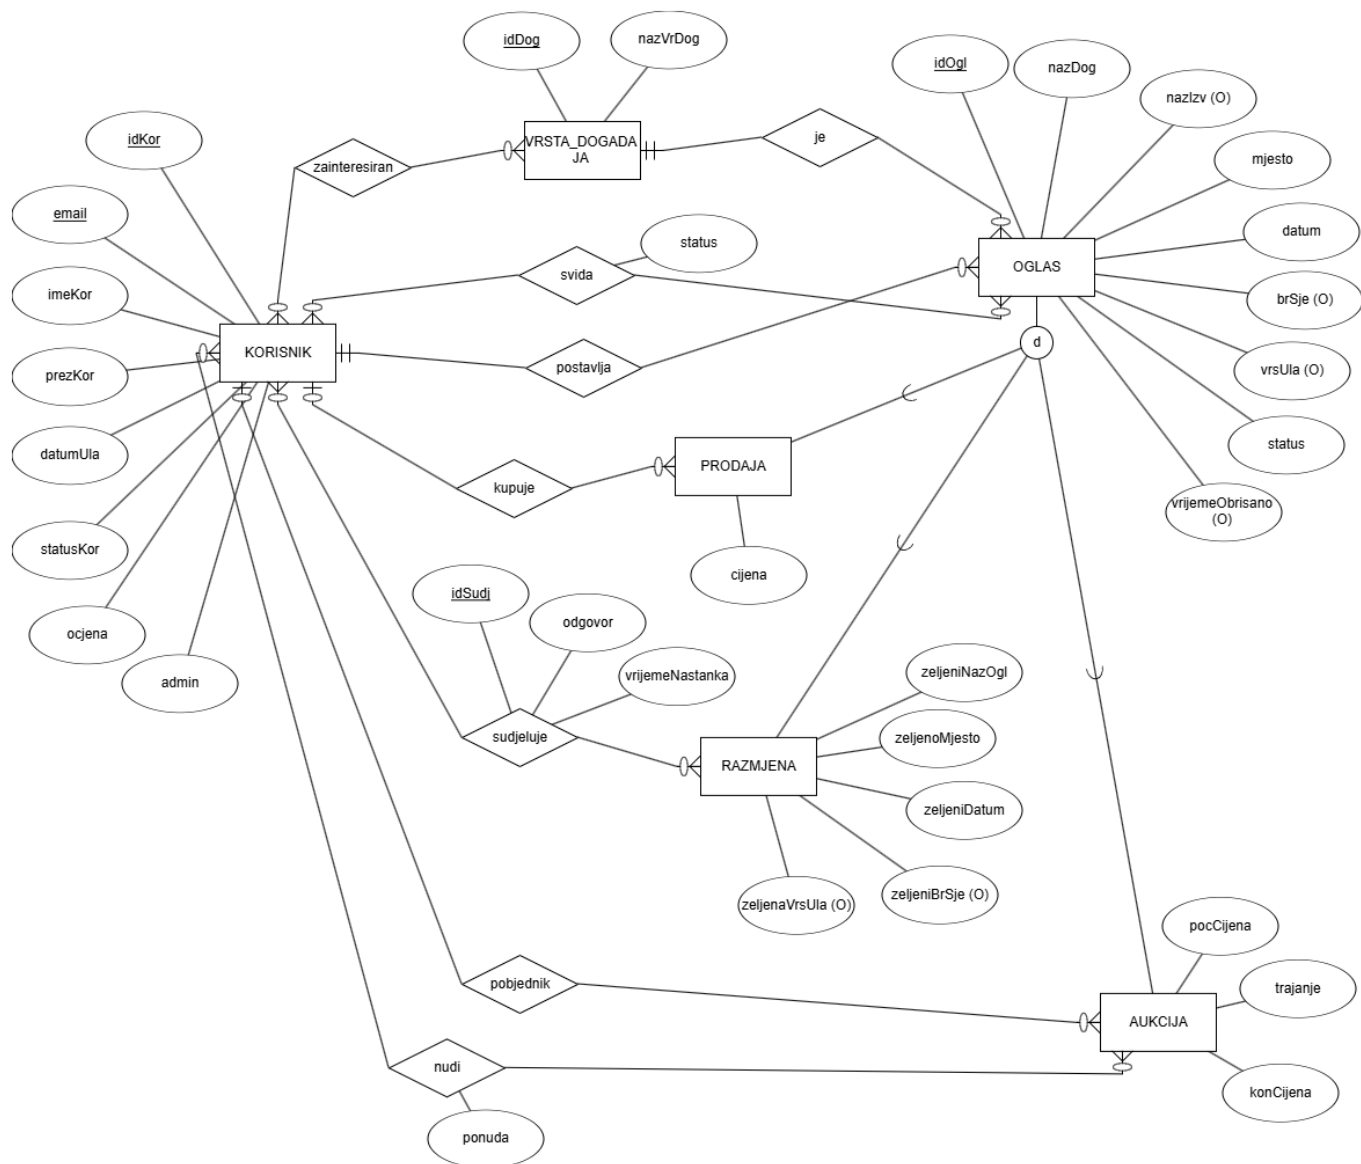 idDog
nazVrDog
idOgl
nazDog
nazIzv (O)
idKor
zainteresiran
VRSTA_DOGAĐA
JA
je
mjesto
email
status
datum
sviđa
OGLAS
imeKor
brSje (O)
KORISNIK
postavlja
d
prezKor
vrsUla (O)
datumUla
status
PRODAJA
kupuje
vrijemeObrisano
(O)
statusKor
cijena
idSudj
odgovor
ocjena
vrijemeNastanka
admin
zeljeniNazOgl
sudjeluje
zeljenoMjesto
RAZMJENA
zeljeniDatum
zeljenaVrsUla (O)
zeljeniBrSje (O)
pocCijena
pobjednik
trajanje
AUKCIJA
nudi
konCijena
ponuda